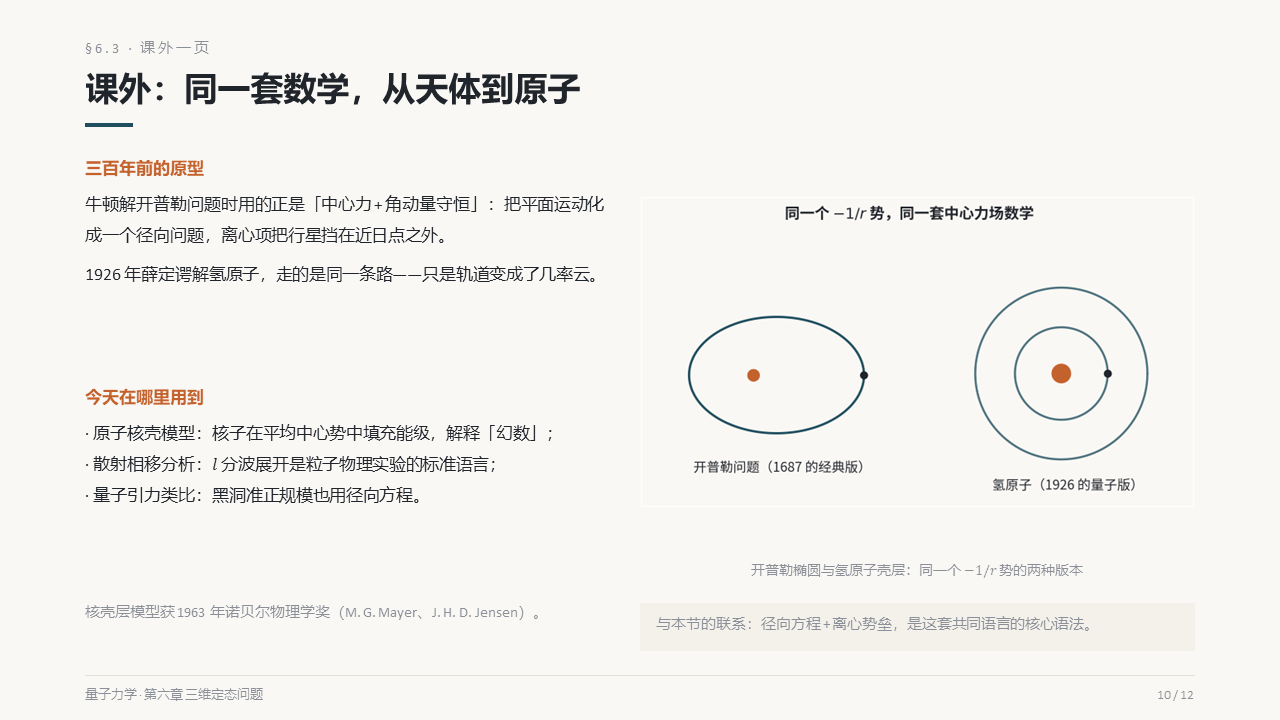 §6.3 · 课外一页
课外：同一套数学，从天体到原子
三百年前的原型
牛顿解开普勒问题时用的正是「中心力+角动量守恒」：把平面运动化
成一个径向问题，离心项把行星挡在近日点之外。
1926 年薛定谔解氢原子，走的是同一条路——只是轨道变成了几率云。
今天在哪里用到
· 原子核壳模型：核子在平均中心势中填充能级，解释「幻数」；
· 散射相移分析：l 分波展开是粒子物理实验的标准语言；
· 量子引力类比：黑洞准正规模也用径向方程。
核壳层模型获1963 年诺贝尔物理学奖（M. G. Mayer、J. H. D. Jensen）。
同一个 −1/r 势，同一套中心力场数学
开普勒问题（1687 的经典版）
氢原子（1926 的量子版）
开普勒椭圆与氢原子壳层：同一个 −1/r 势的两种版本
与本节的联系：径向方程+离心势垒，是这套共同语言的核心语法。
量子力学 · 第六章 三维定态问题
10 / 12